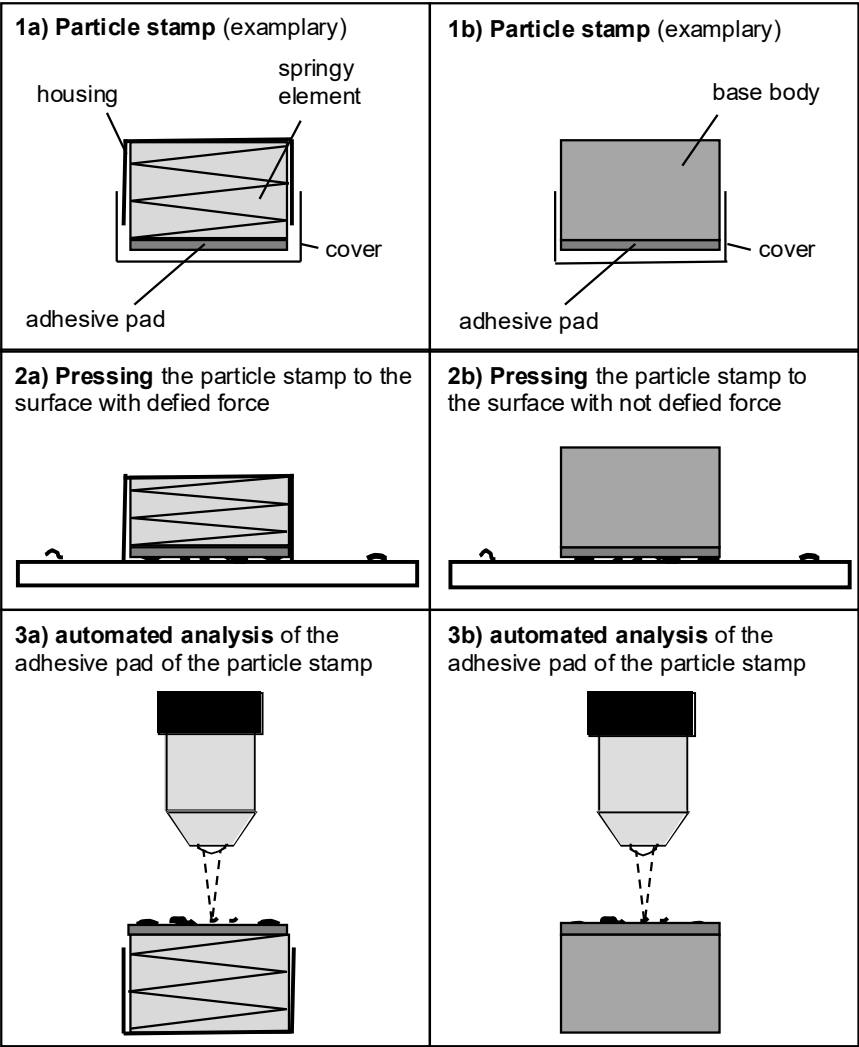 1a) Particle stamp (examplary)
housing
springy
element
cover
adhesive pad
1b) Particle stamp (examplary)
base body
cover
adhesive pad
2a) Pressing the particle stamp to the
surface with defied force
2b) Pressing the particle stamp to
the surface with not defied force
3a) automated analysis of the
adhesive pad of the particle stamp
3b) automated analysis of the
adhesive pad of the particle stamp